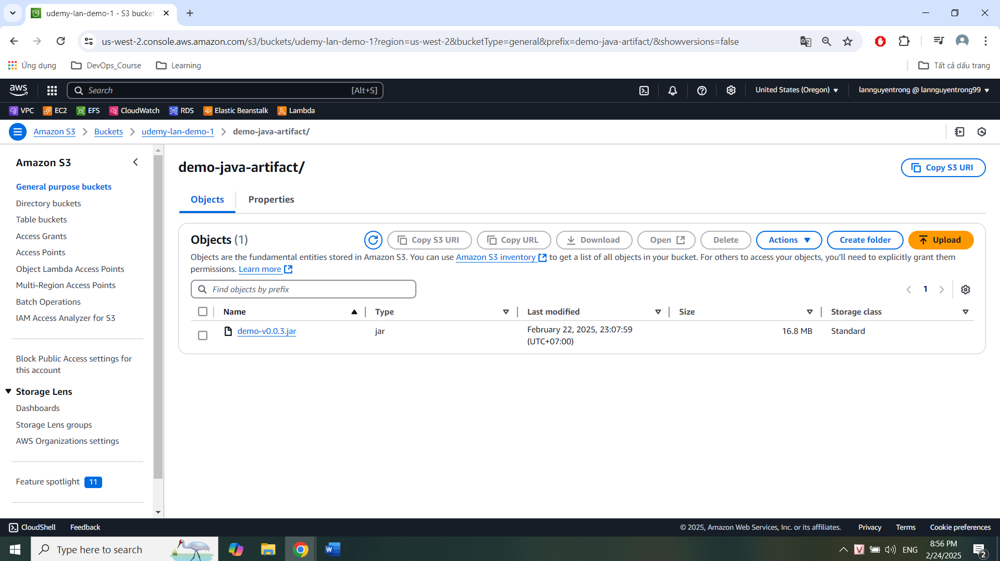 udemy-lan-demo-1 - S3 bucket
us-west-2.console.aws.amazon.com/s3/buckets/udemy-lan-demo-1?region=us-west-2&bucketType=general&prefix=demo-java-artifact/&showversions=false
Ứng dụng DevOps_Course Learning Tất cả dấu trang
aws Search [Alt+S] United States (Oregon) lannguyentrong @ lannguyentrong99
VPC EC2 EFS CloudWatch RDS Elastic Beanstalk Lambda
Amazon S3 Buckets udemy-lan-demo-1 demo-java-artifact/
Amazon S3
General purpose buckets
Directory buckets
Table buckets
Access Grants
Access Points
Object Lambda Access Points
Multi-Region Access Points
Batch Operations
IAM Access Analyzer for S3
Block Public Access settings for
this account
Storage Lens
Dashboards
Storage Lens groups
AWS Organizations settings
Feature spotlight 11
demo-java-artifact/
Copy S3 URI
Objects Properties
Objects (1) Copy S3 URI Copy URL Download Open Delete Actions Create folder Upload
Objects are the fundamental entities stored in Amazon S3. You can use Amazon S3 inventory to get a list of all objects in your bucket. For others to access your objects, you'll need to explicitly grant them
permissions. Learn more
Find objects by prefix
1
Name Type Last modified Size Storage class
demo-v0.0.3.jar jar February 22, 2025, 23:07:59 16.8 MB Standard
(UTC+07:00)
CloudShell Feedback © 2025, Amazon Web Services, Inc. or its affiliates. Privacy Terms Cookie preferences
Type here to search
ENG
8:56 PM
2/24/2025
2